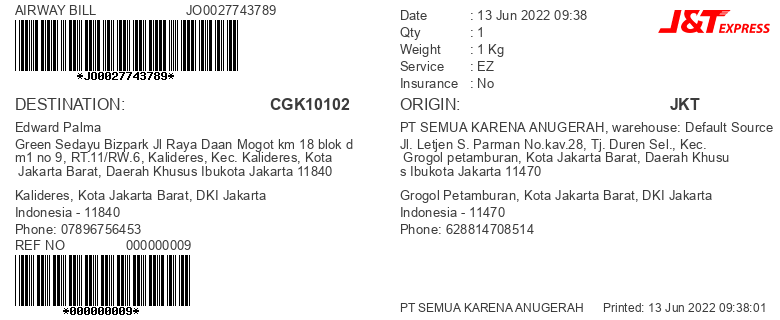 AIRWAY BILL JO0027743789
*JO0027743789*
Date : 13 Jun 2022 09:38
Qty : 1
Weight : 1 Kg
Service : EZ
Insurance : No
J&T EXPRESS
DESTINATION: CGK10102
Edward Palma
Green Sedayu Bizpark Jl Raya Daan Mogot km 18 blok d
m1 no 9, RT.11/RW.6, Kalideres, Kec. Kalideres, Kota
Jakarta Barat, Daerah Khusus Ibukota Jakarta 11840
Kalideres, Kota Jakarta Barat, DKI Jakarta
Indonesia - 11840
Phone: 07896756453
REF NO 000000009
*000000009*
ORIGIN: JKT
PT SEMUA KARENA ANUGERAH, warehouse: Default Source
Jl. Letjen S. Parman No.kav.28, Tj. Duren Sel., Kec.
Grogol petamburan, Kota Jakarta Barat, Daerah Khusu
s Ibukota Jakarta 11470
Grogol Petamburan, Kota Jakarta Barat, DKI Jakarta
Indonesia - 11470
Phone: 628814708514
PT SEMUA KARENA ANUGERAH Printed: 13 Jun 2022 09:38:01